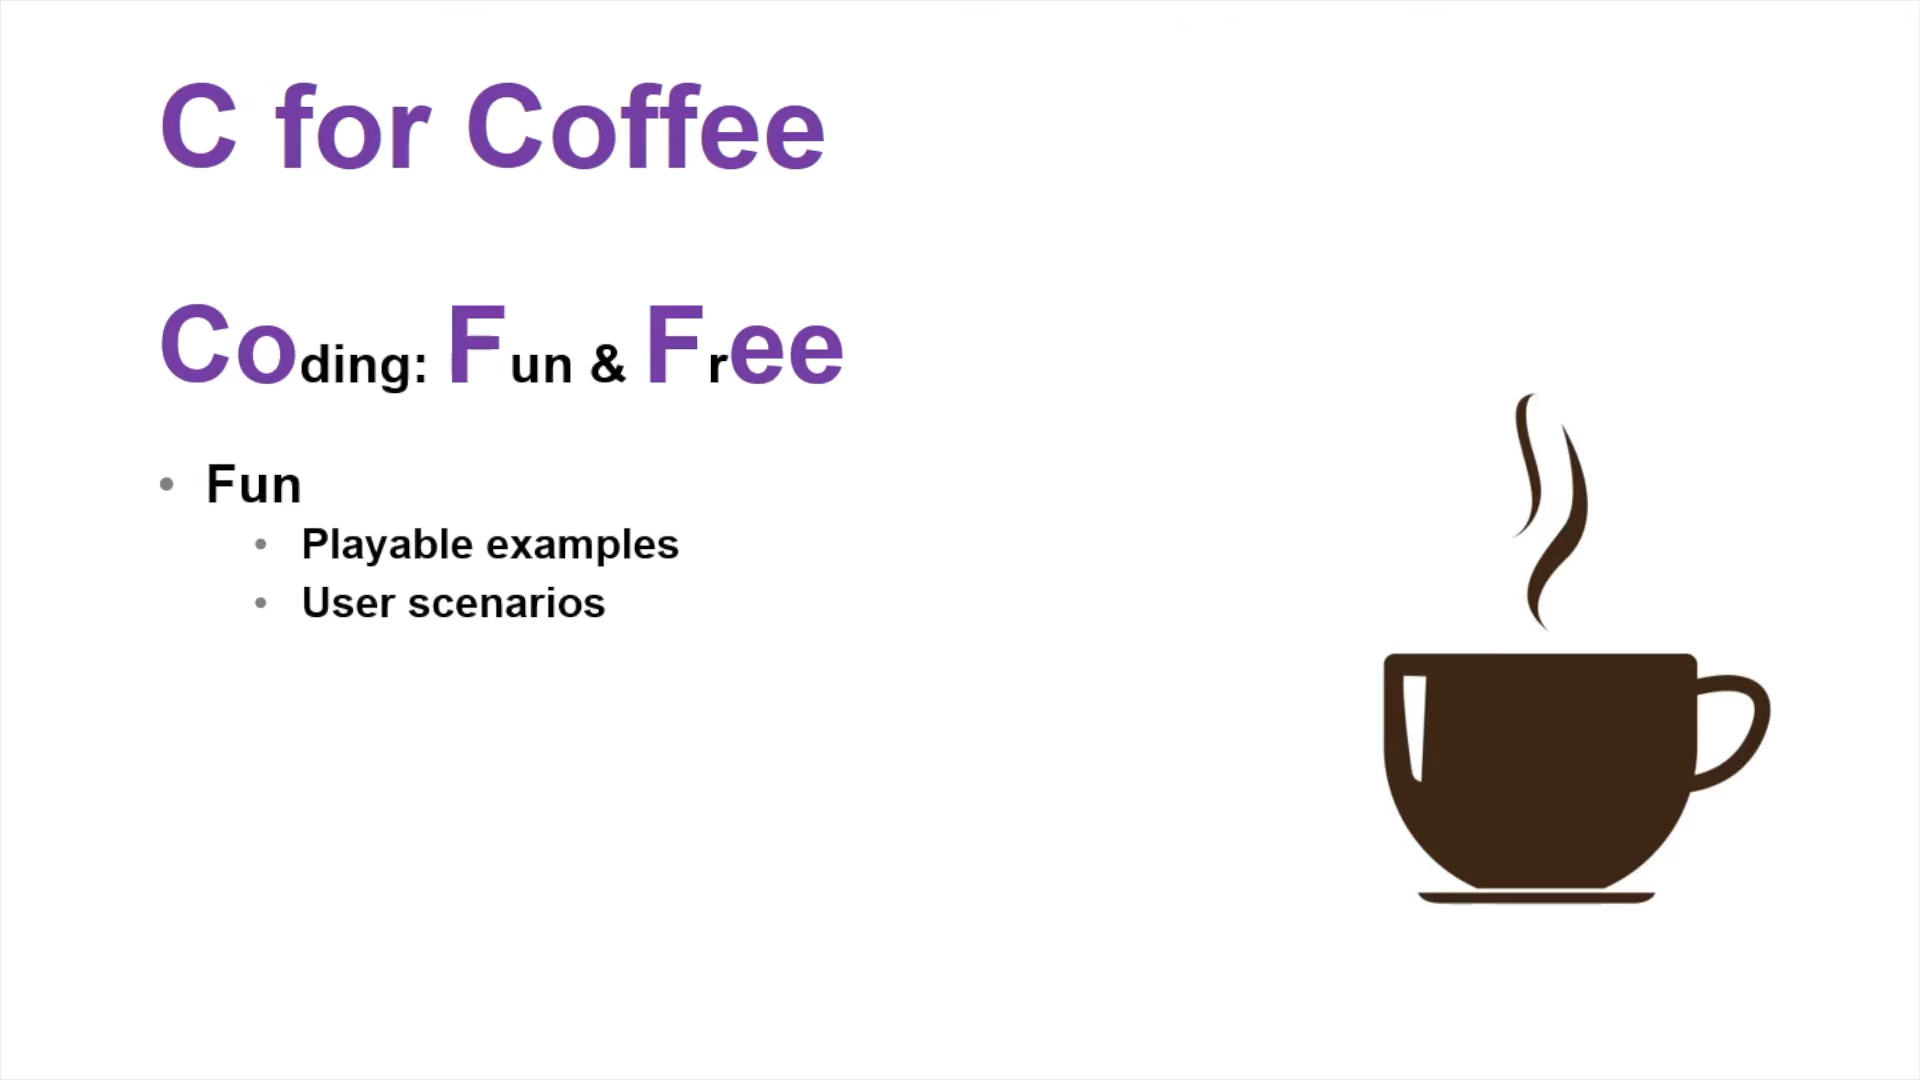 C for Coffee
Coding: Fun & Free
• Fun
• Playable examples
• User scenarios